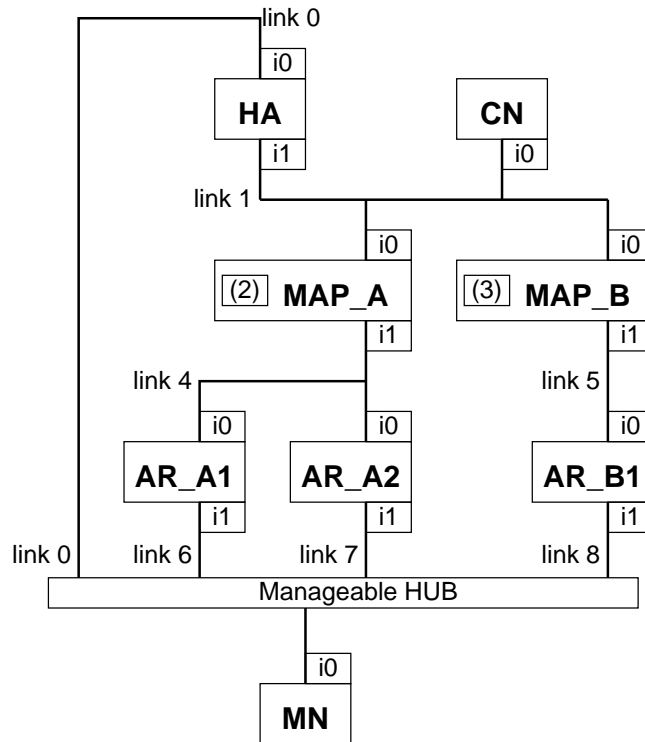 link 0
i0
HA CN
i1 i0
link 1
i0 i0
(2) MAP_A (3) MAP_B
i1 i1
link 4 link 5
i0 i0 i0
AR_A1 AR_A2 AR_B1
i1 i1 i1
link 0 link 6 link 7 link 8
Manageable HUB
i0
MN